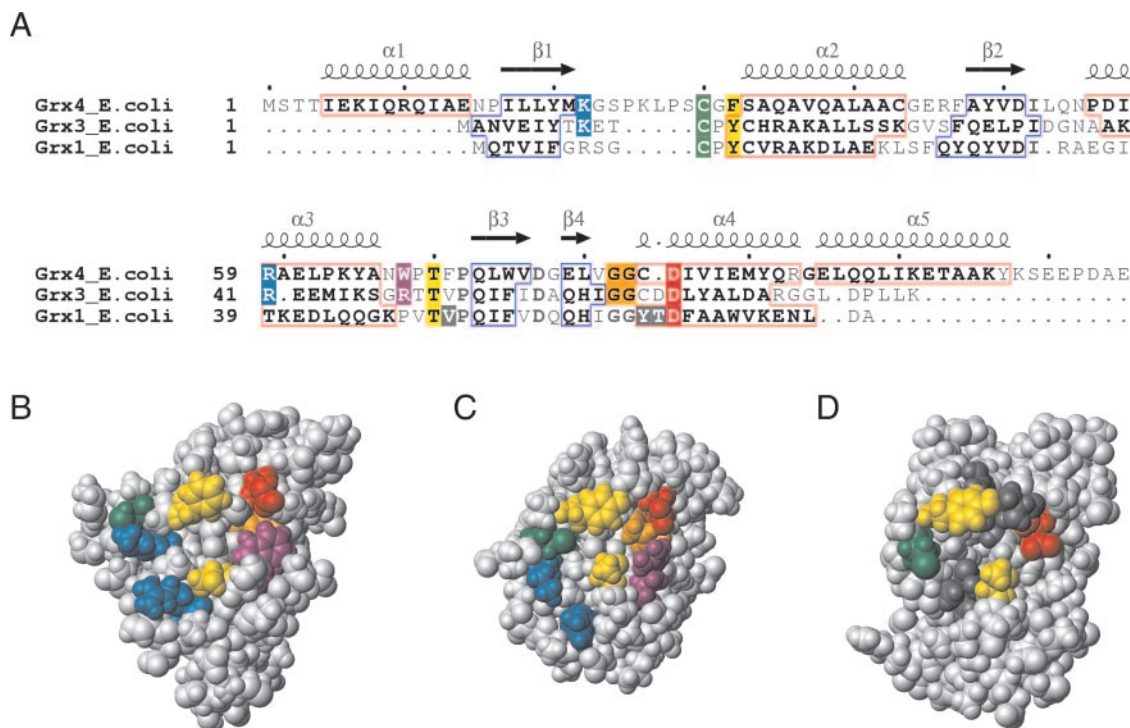 A
α1 β1 α2 β2
Grx4_E.coli 1 MSTTIEKIQRQIAENPILLYMKGSPKLPSCGFSAQAVQALAACGERFAYVDILQNPDI
Grx3_E.coli 1 .............MANVEIYTKET.....CPYCHRAKALLSSKGVSFQELPIDGNAAK
Grx1_E.coli 1 ..............MQTVIFGRSG.....CPYCVRAKDLAEKLSFQYQYVDI.RAEGI
α3 β3 β4 α4 α5
Grx4_E.coli 59 RAELPKYANWPTFPQLWVDGELVGGC.DIVIEMYQRGELQQLIKETAAKYKSEEPDAE
Grx3_E.coli 41 R.EEMIKSGRTTVPQIFIDAQHIGGCDDLYALDARGGL.DPLLK..............
Grx1_E.coli 39 TKEDLQQGKPVTVPQIFVDQQHIGGYTDFAAWVKENL..DA.................
B C D